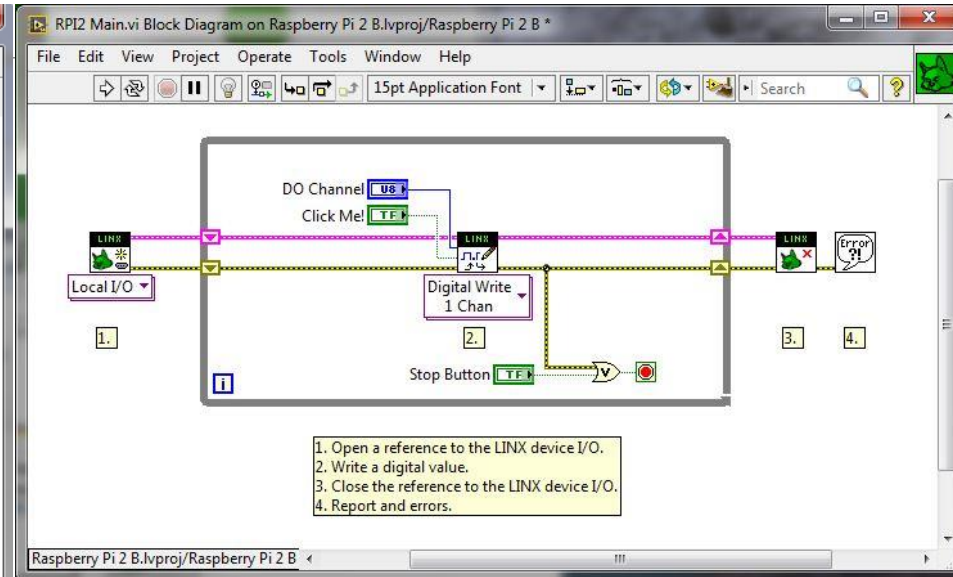 RPI2 Main.vi Block Diagram on Raspberry Pi 2 B.lvproj/Raspberry Pi 2 B *
File Edit View Project Operate Tools Window Help
15pt Application Font
Search
DO Channel U8
Click Me! TF
LINX LINX LINX Error ?!
Local I/O
Digital Write
1 Chan
1. 2. 3. 4.
Stop Button TF V
i
1. Open a reference to the LINX device I/O.
2. Write a digital value.
3. Close the reference to the LINX device I/O.
4. Report and errors.
Raspberry Pi 2 B.lvproj/Raspberry Pi 2 B